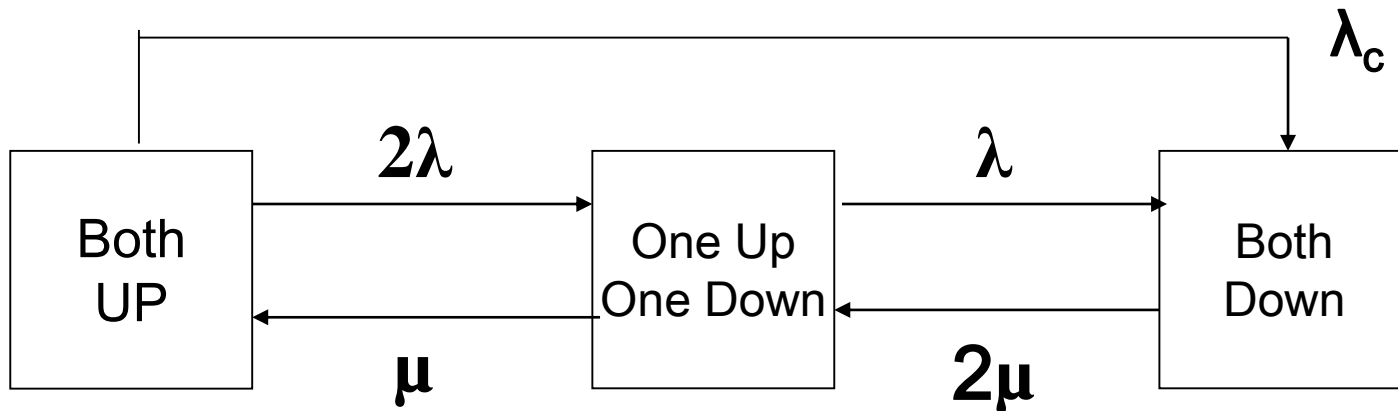 λc
2λ
λ
Both
UP
One Up
One Down
Both
Down
μ
2μ